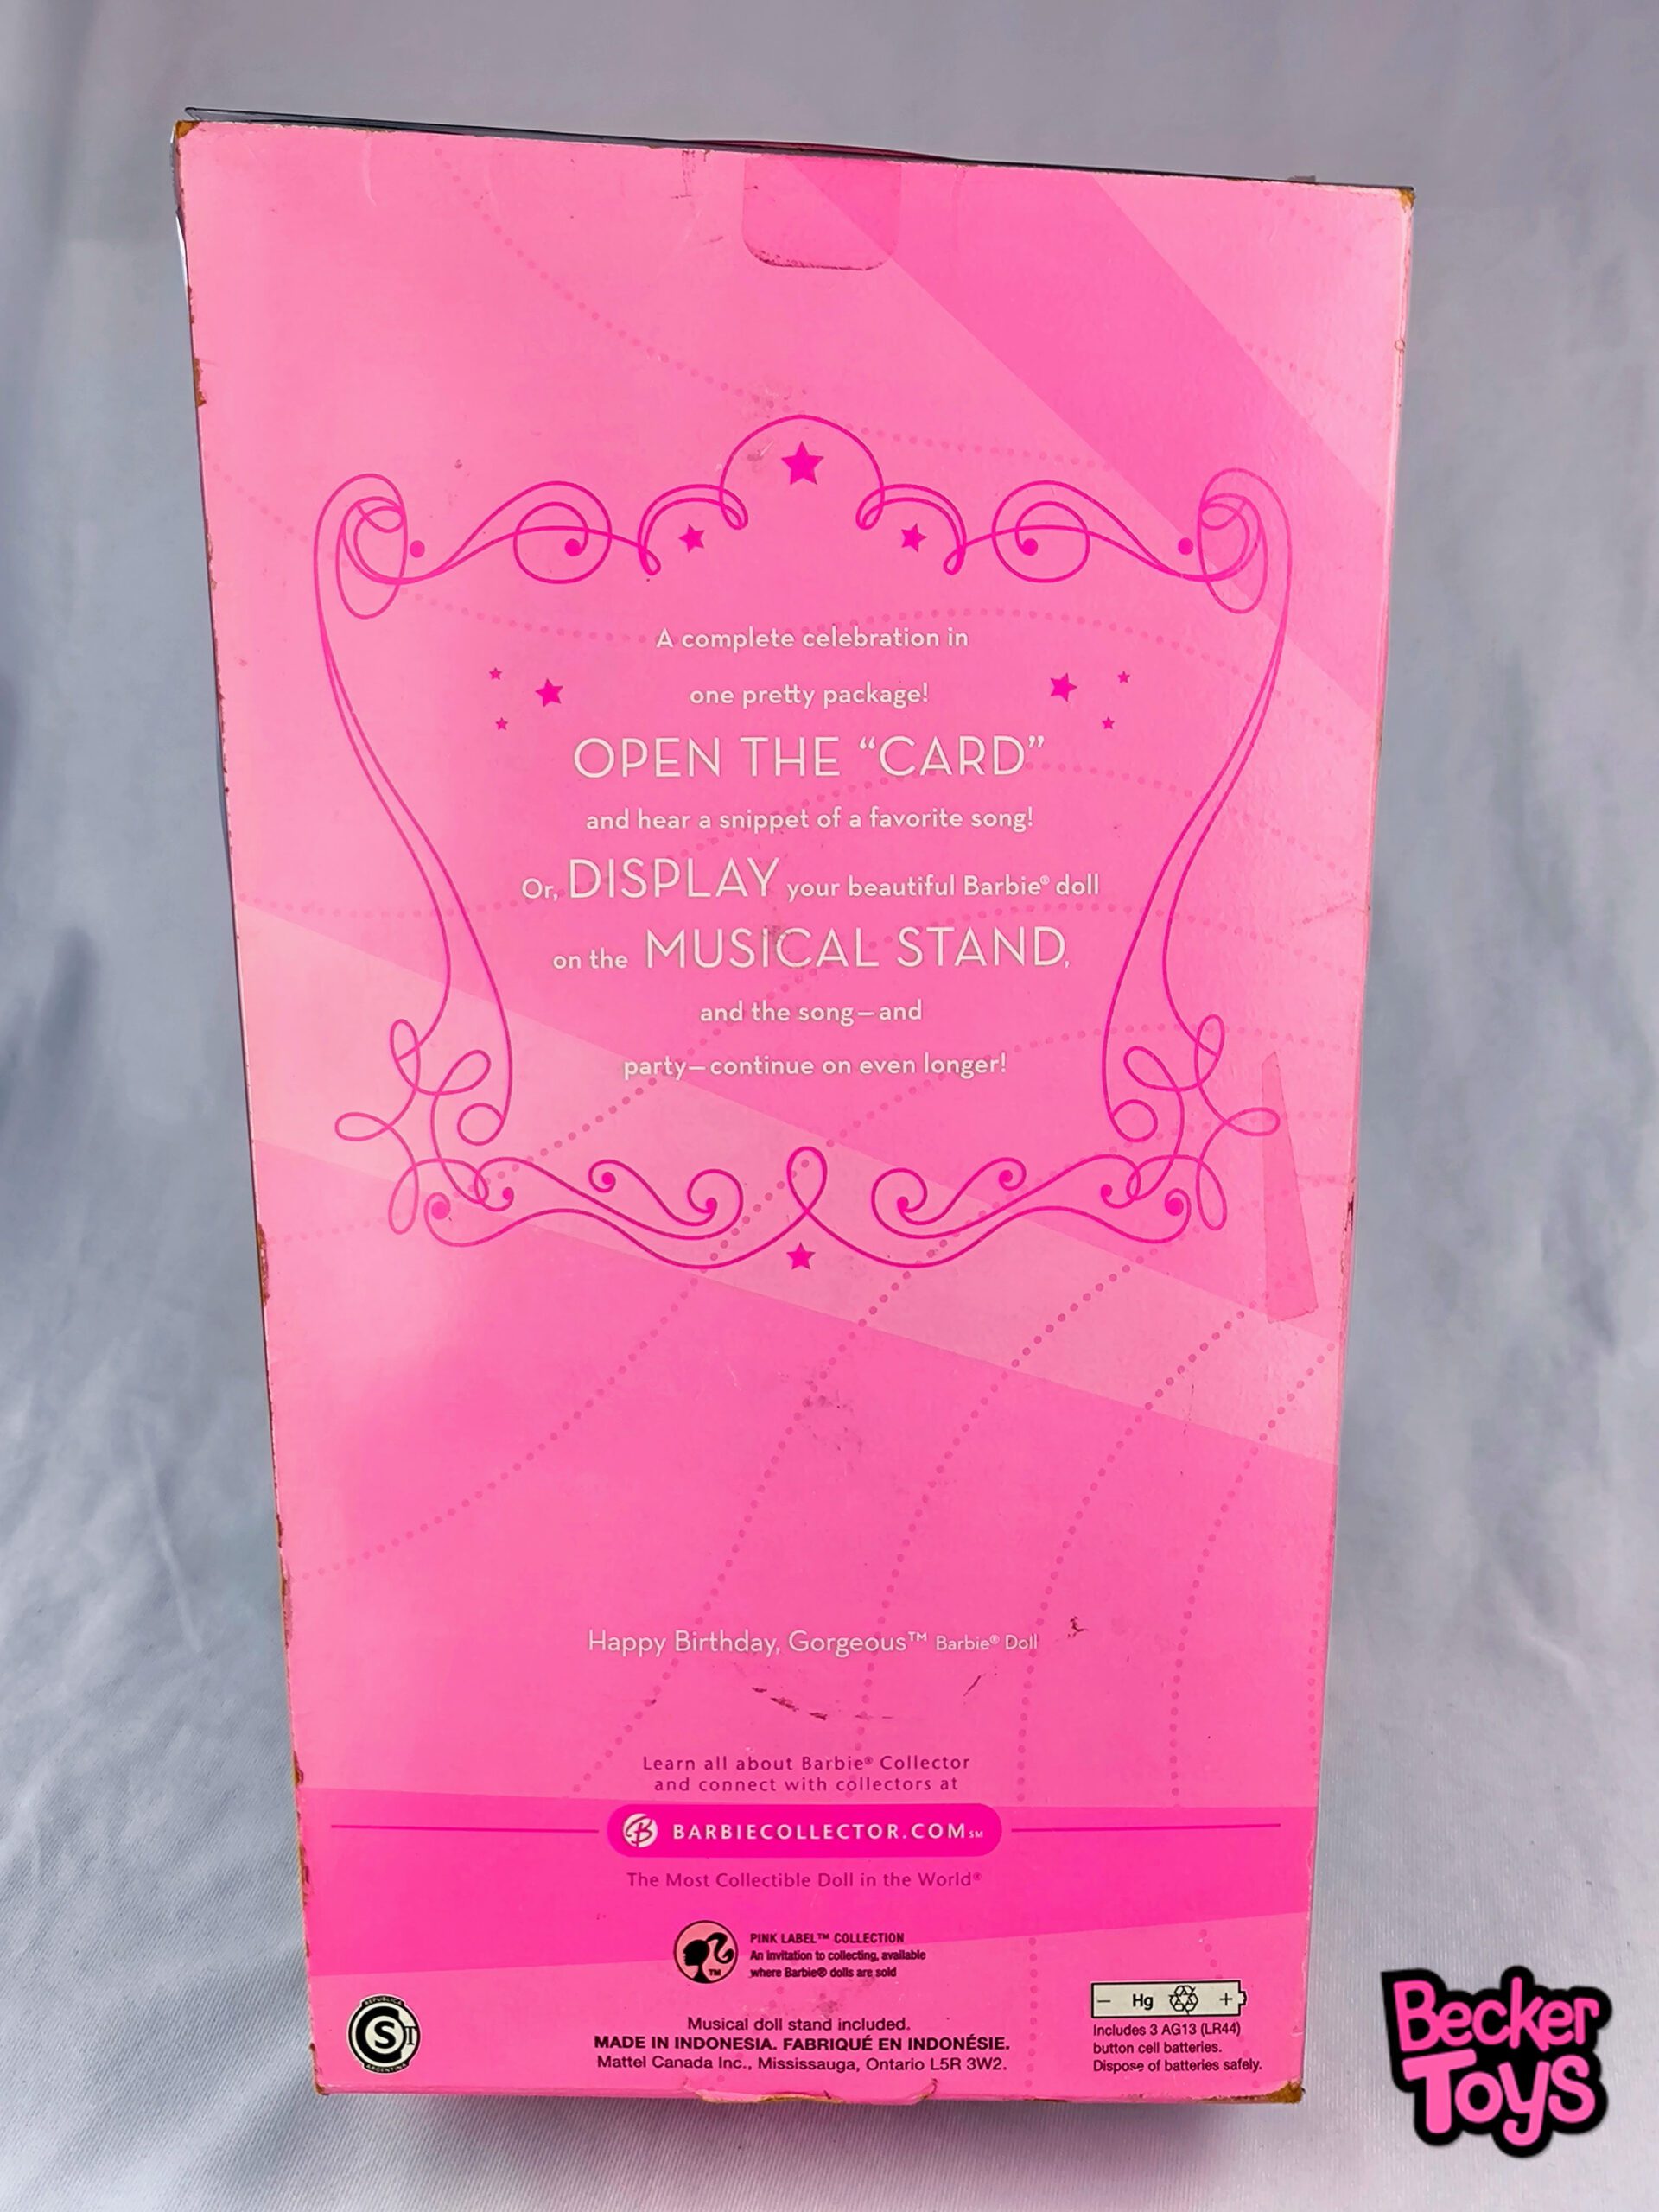 A complete celebration in
one pretty package!
OPEN THE “CARD”
and hear a snippet of a favorite song!
Or, DISPLAY your beautiful Barbie® doll
on the MUSICAL STAND,
and the song—and
party—continue on even longer!
Happy Birthday, Gorgeous™ Barbie® Doll
Learn all about Barbie® Collector
and connect with collectors at
B BARBIECOLLECTOR.COM℠
The Most Collectible Doll in the World®
TM
PINK LABEL™ COLLECTION
An invitation to collecting, available
where Barbie® dolls are sold
REPUBLICA
S
ARGENTINA
Musical doll stand included.
MADE IN INDONESIA. FABRIQUÉ EN INDONÉSIE.
Mattel Canada Inc., Mississauga, Ontario L5R 3W2.
− Hg +
Includes 3 AG13 (LR44)
button cell batteries.
Dispose of batteries safely.
Becker
Toys